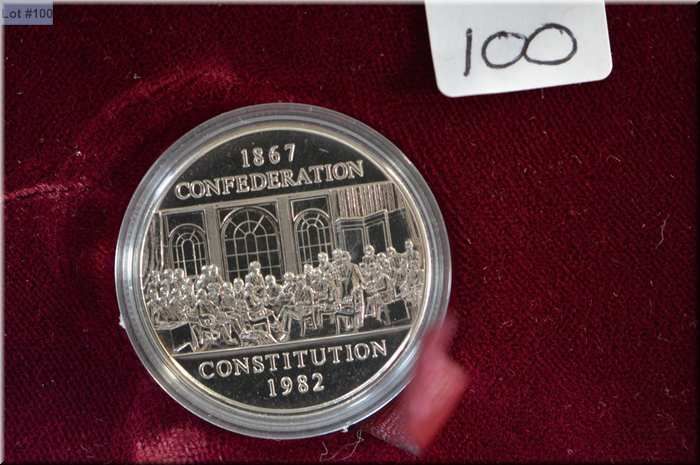 Lot #100
100
1867
CONFEDERATION
CONSTITUTION
1982